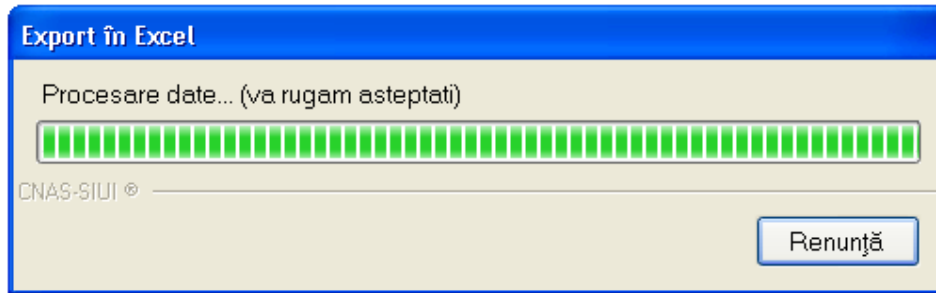 Export în Excel
Procesare date... (va rugam asteptati)
CNAS-SIUI ®
Renunţă